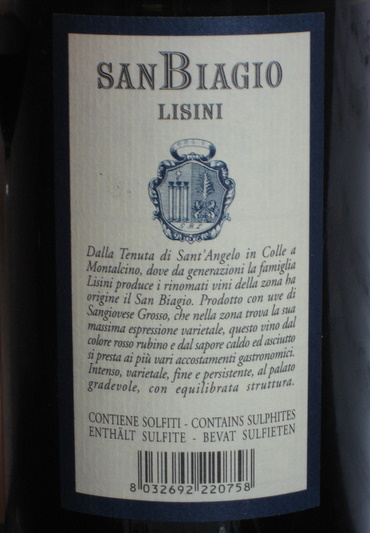 SANBIAGIO
LISINI
Dalla Tenuta di Sant'Angelo in Colle a
Montalcino, dove da generazioni la famiglia
Lisini produce i rinomati vini della zona ha
origine il San Biagio. Prodotto con uve di
Sangiovese Grosso, che nella zona trova la sua
massima espressione varietale, questo vino dal
colore rosso rubino e dal sapore caldo ed asciutto
si presta ai più vari accostamenti gastronomici.
Intenso, varietale, fine e persistente, al palato
gradevole, con equilibrata struttura.
CONTIENE SOLFITI - CONTAINS SULPHITES
ENTHÄLT SULFITE - BEVAT SULFIETEN
8 032692 220758